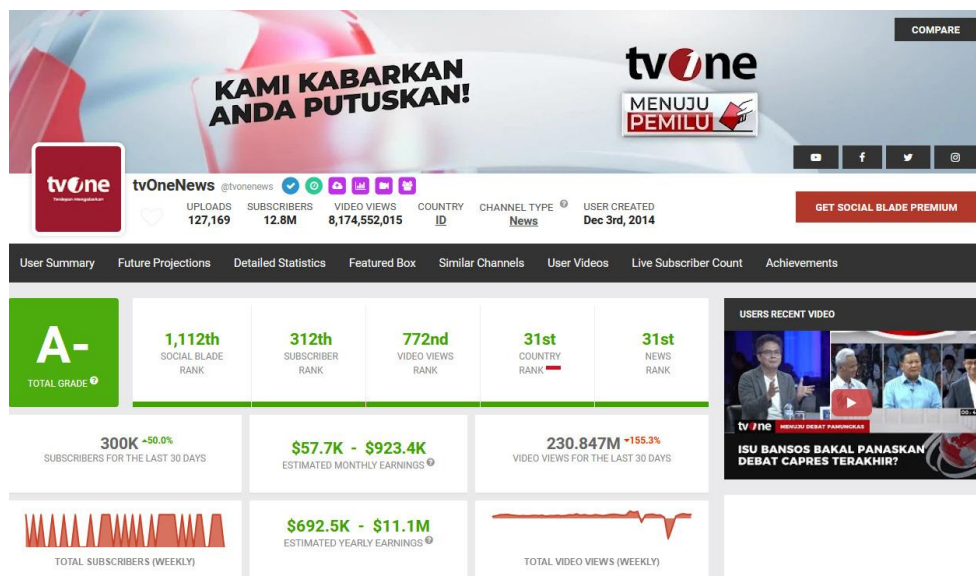 COMPARE
KAMI KABARKAN
ANDA PUTUSKAN!
tvOne
MENUJU
PEMILU
tvOne
Terdepan Mengabarkan
tvOneNews @tvonenews
UPLOADS SUBSCRIBERS VIDEO VIEWS COUNTRY CHANNEL TYPE USER CREATED
127,169 12.8M 8,174,552,015 ID News Dec 3rd, 2014
GET SOCIAL BLADE PREMIUM
User Summary Future Projections Detailed Statistics Featured Box Similar Channels User Videos Live Subscriber Count Achievements
A-
TOTAL GRADE
1,112th 312th 772nd 31st 31st
SOCIAL BLADE SUBSCRIBER VIDEO VIEWS COUNTRY NEWS
RANK RANK RANK RANK RANK
USERS RECENT VIDEO
tvOne MENUJU DEBAT PAMUNGKAS
ISU BANSOS BAKAL PANASKAN
DEBAT CAPRES TERAKHIR?
300K 50.0%
SUBSCRIBERS FOR THE LAST 30 DAYS
$57.7K - $923.4K
ESTIMATED MONTHLY EARNINGS
230.847M -155.3%
VIDEO VIEWS FOR THE LAST 30 DAYS
TOTAL SUBSCRIBERS (WEEKLY)
$692.5K - $11.1M
ESTIMATED YEARLY EARNINGS
TOTAL VIDEO VIEWS (WEEKLY)